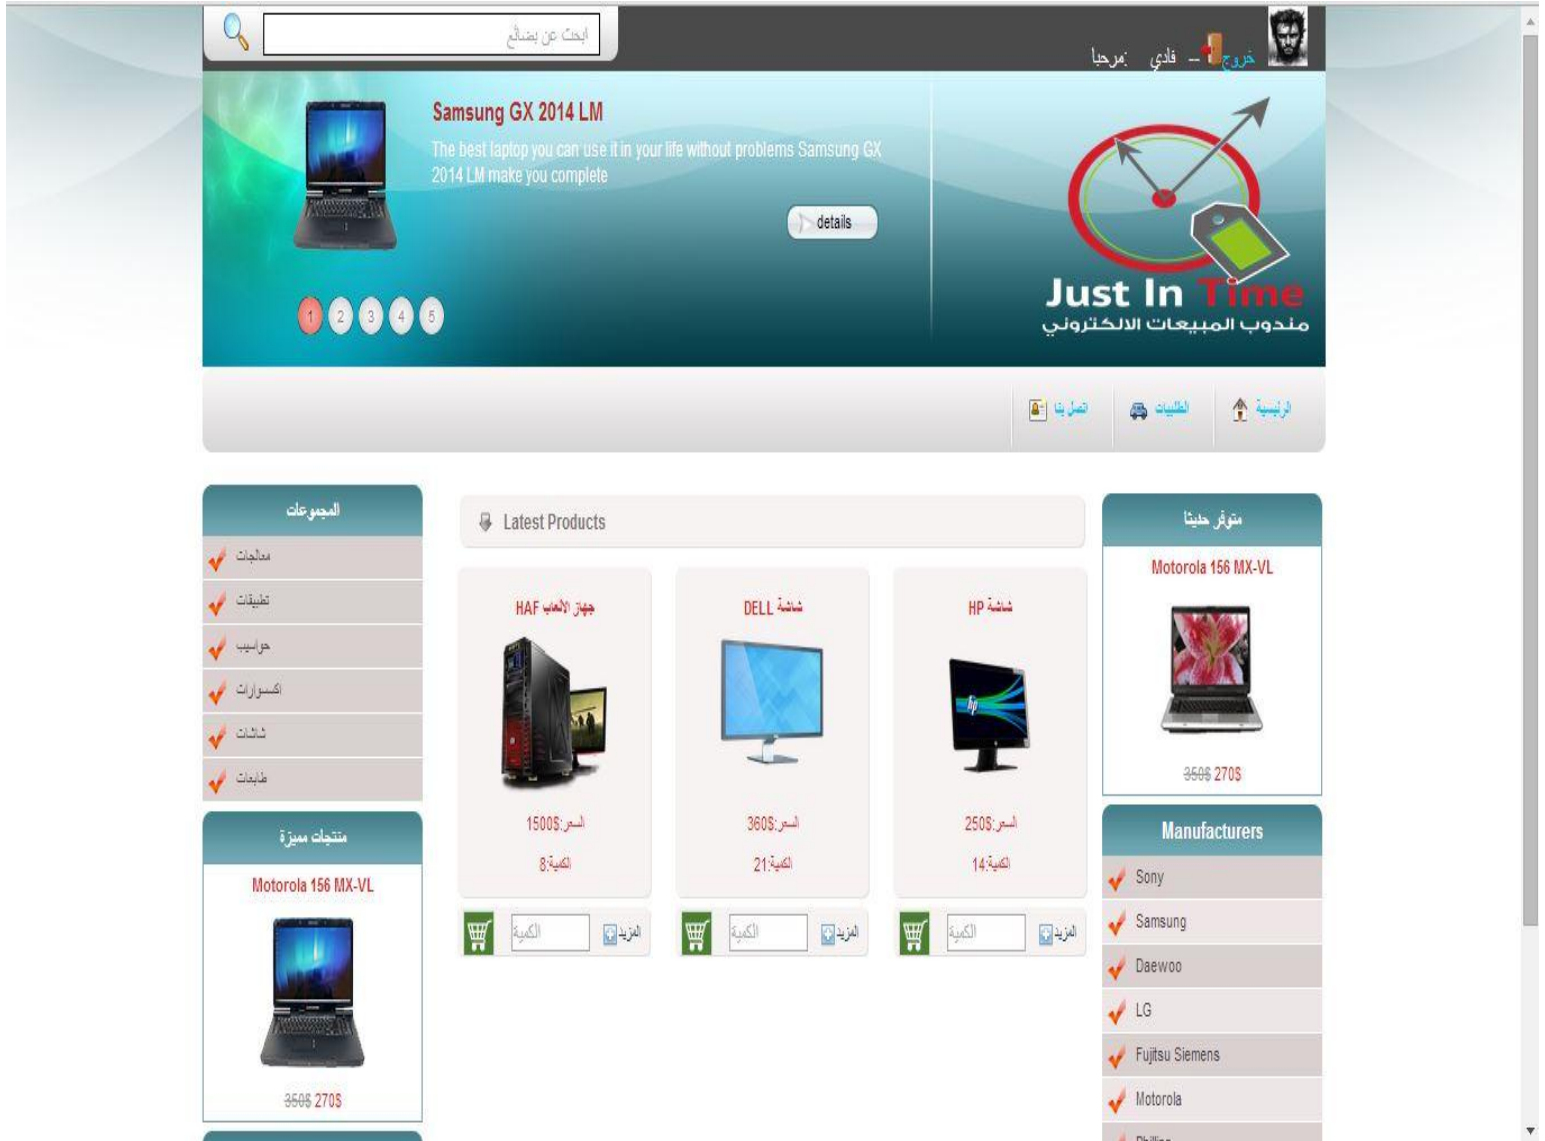 ابحث عن بضائع
مرحبا: فادي -- خروج
Samsung GX 2014 LM
The best laptop you can use it in your life without problems Samsung GX
2014 LM make you complete
details
1 2 3 4 5
Just In Time
مندوب المبيعات الالكتروني
الرئيسية
الطلبيات
اتصل بنا
المجموعات
معالجات
تطبيقات
حواسيب
اكسسوارات
شاشات
طابعات
منتجات مميزة
Motorola 156 MX-VL
350$ 270$
Latest Products
جهاز الالعاب HAF
السعر:1500$
الكمية:8
الكمية
المزيد
شاشة DELL
السعر:360$
الكمية:21
الكمية
المزيد
شاشة HP
السعر:250$
الكمية:14
الكمية
المزيد
متوفر حديثا
Motorola 156 MX-VL
350$ 270$
Manufacturers
Sony
Samsung
Daewoo
LG
Fujitsu Siemens
Motorola